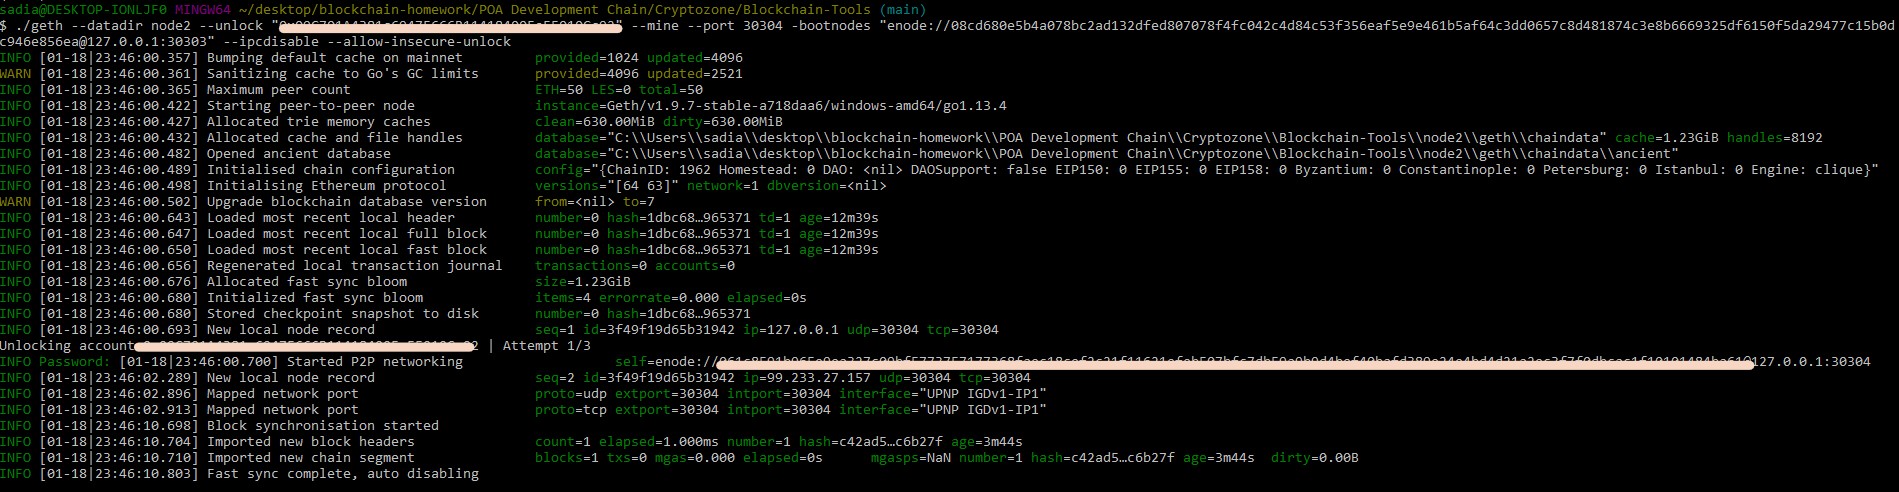 sadia@DESKTOP-IONLJF0 MINGW64 ~/desktop/blockchain-homework/POA Development Chain/Cryptozone/Blockchain-Tools (main)
$ ./geth --datadir node2 --unlock " " --mine --port 30304 -bootnodes "enode://08cd680e5b4a078bc2ad132dfed807078f4fc042c4d84c53f356eaf5e9e461b5af64c3dd0657c8d481874c3e8b6669325df6150f5da29477c15b0d
c946e856ea@127.0.0.1:30303" --ipcdisable --allow-insecure-unlock
INFO [01-18|23:46:00.357] Bumping default cache on mainnet provided=1024 updated=4096
WARN [01-18|23:46:00.361] Sanitizing cache to Go's GC limits provided=4096 updated=2521
INFO [01-18|23:46:00.365] Maximum peer count ETH=50 LES=0 total=50
INFO [01-18|23:46:00.422] Starting peer-to-peer node instance=Geth/v1.9.7-stable-a718daa6/windows-amd64/go1.13.4
INFO [01-18|23:46:00.427] Allocated trie memory caches clean=630.00MiB dirty=630.00MiB
INFO [01-18|23:46:00.432] Allocated cache and file handles database="C:\\Users\\sadia\\desktop\\blockchain-homework\\POA Development Chain\\Cryptozone\\Blockchain-Tools\\node2\\geth\\chaindata" cache=1.23GiB handles=8192
INFO [01-18|23:46:00.482] Opened ancient database database="C:\\Users\\sadia\\desktop\\blockchain-homework\\POA Development Chain\\Cryptozone\\Blockchain-Tools\\node2\\geth\\chaindata\\ancient"
INFO [01-18|23:46:00.489] Initialised chain configuration config="{ChainID: 1962 Homestead: 0 DAO: <nil> DAOSupport: false EIP150: 0 EIP155: 0 EIP158: 0 Byzantium: 0 Constantinople: 0 Petersburg: 0 Istanbul: 0 Engine: clique}"
INFO [01-18|23:46:00.498] Initialising Ethereum protocol versions="[64 63]" network=1 dbversion=<nil>
WARN [01-18|23:46:00.502] Upgrade blockchain database version from=<nil> to=7
INFO [01-18|23:46:00.643] Loaded most recent local header number=0 hash=1dbc68…965371 td=1 age=12m39s
INFO [01-18|23:46:00.647] Loaded most recent local full block number=0 hash=1dbc68…965371 td=1 age=12m39s
INFO [01-18|23:46:00.650] Loaded most recent local fast block number=0 hash=1dbc68…965371 td=1 age=12m39s
INFO [01-18|23:46:00.656] Regenerated local transaction journal transactions=0 accounts=0
INFO [01-18|23:46:00.676] Allocated fast sync bloom size=1.23GiB
INFO [01-18|23:46:00.680] Initialized fast sync bloom items=4 errorrate=0.000 elapsed=0s
INFO [01-18|23:46:00.680] Stored checkpoint snapshot to disk number=0 hash=1dbc68…965371
INFO [01-18|23:46:00.693] New local node record seq=1 id=3f49f19d65b31942 ip=127.0.0.1 udp=30304 tcp=30304
Unlocking account | Attempt 1/3
INFO Password: [01-18|23:46:00.700] Started P2P networking self=enode:// 127.0.0.1:30304
INFO [01-18|23:46:02.289] New local node record seq=2 id=3f49f19d65b31942 ip=99.233.27.157 udp=30304 tcp=30304
INFO [01-18|23:46:02.896] Mapped network port proto=udp extport=30304 intport=30304 interface="UPNP IGDv1-IP1"
INFO [01-18|23:46:02.913] Mapped network port proto=tcp extport=30304 intport=30304 interface="UPNP IGDv1-IP1"
INFO [01-18|23:46:10.698] Block synchronisation started
INFO [01-18|23:46:10.704] Imported new block headers count=1 elapsed=1.000ms number=1 hash=c42ad5…c6b27f age=3m44s
INFO [01-18|23:46:10.710] Imported new chain segment blocks=1 txs=0 mgas=0.000 elapsed=0s mgasps=NaN number=1 hash=c42ad5…c6b27f age=3m44s dirty=0.00B
INFO [01-18|23:46:10.803] Fast sync complete, auto disabling